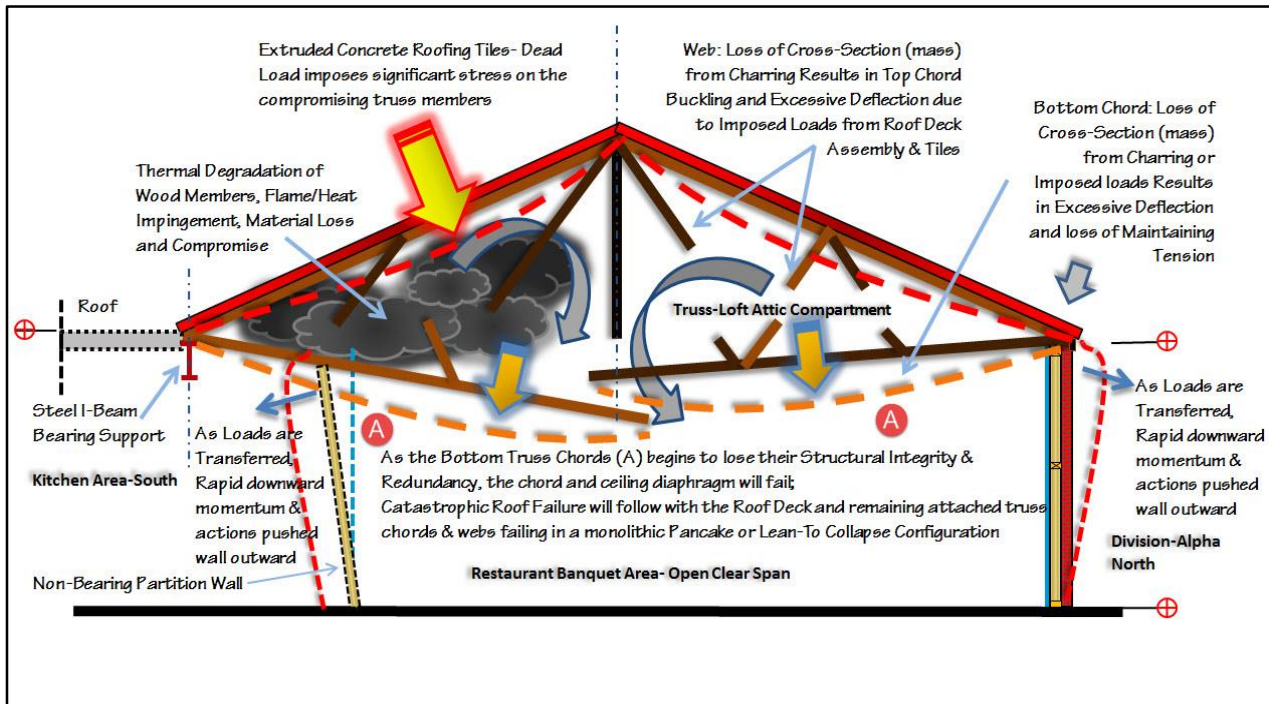 Extruded Concrete Roofing Tiles- Dead
Load imposes significant stress on the
compromising truss members
Web: Loss of Cross-Section (mass)
from Charring Results in Top Chord
Buckling and Excessive Deflection due
to Imposed Loads from Roof Deck
Assembly & Tiles
Bottom Chord: Loss of
Cross-Section (mass)
from Charring or
Imposed loads Results
in Excessive Deflection
and loss of Maintaining
Tension
Thermal Degradation of
Wood Members, Flame/Heat
Impingement, Material Loss
and Compromise
Roof
Truss-Loft Attic Compartment
Steel I-Beam
Bearing Support
Kitchen Area-South
As Loads are
Transferred,
Rapid downward
momentum &
actions pushed
wall outward
Non-Bearing Partition Wall
A
A
As the Bottom Truss Chords (A) begins to lose their Structural Integrity &
Redundancy, the chord and ceiling diaphragm will fail;
Catastrophic Roof Failure will follow with the Roof Deck and remaining attached truss
chords & webs failing in a monolithic Pancake or Lean-To Collapse Configuration
Restaurant Banquet Area- Open Clear Span
As Loads are
Transferred,
Rapid downward
momentum &
actions pushed
wall outward
Division-Alpha
North